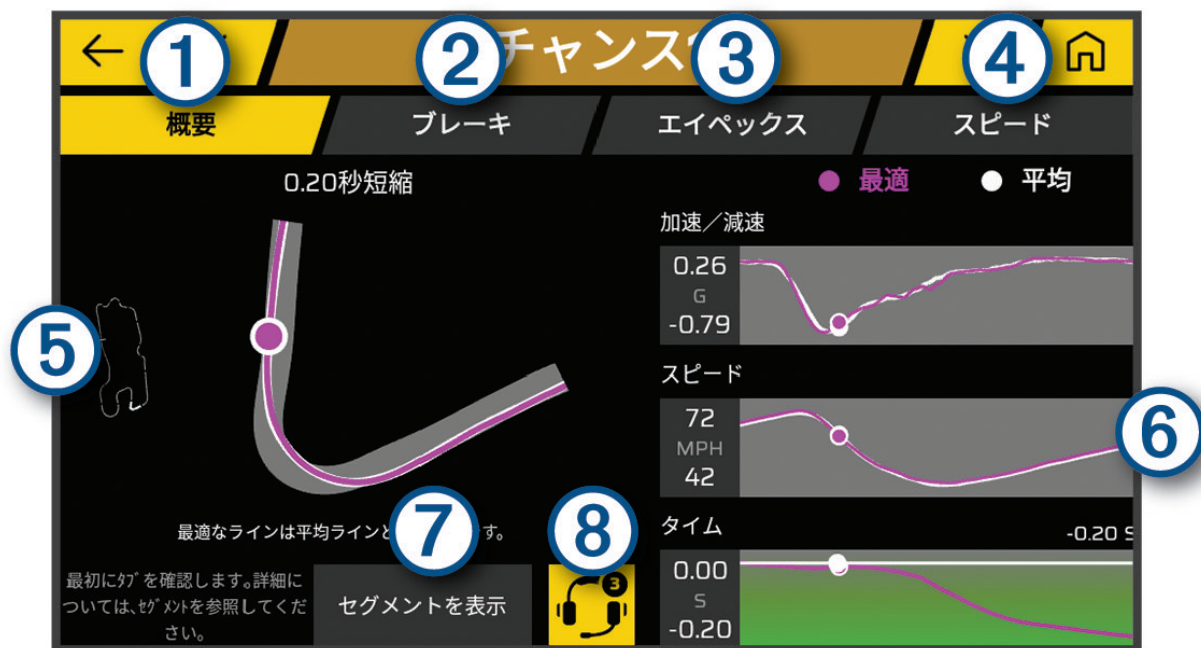 チャンス
1
2
3
4
概要 ブレーキ エイペックス スピード
0.20秒短縮
最適 平均
加速／減速
0.26
G
-0.79
5
スピード
72
MPH
42
6
最適なラインは平均ラインと
す。
7
8
タイム
-0.20 S
最初にﾀﾌﾞを確認します。詳細に
ついては、ｾｸﾞﾒﾝﾄを参照してくだ
さい。
セグメントを表示
3
0.00
S
-0.20